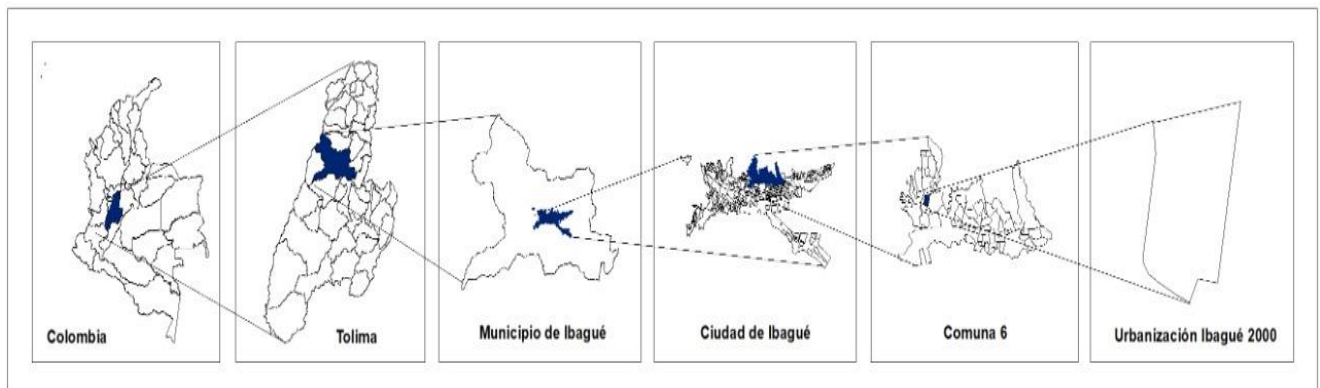 Colombia
Tolima
Municipio de Ibagué
Ciudad de Ibagué
Comuna 6
Urbanización Ibagué 2000